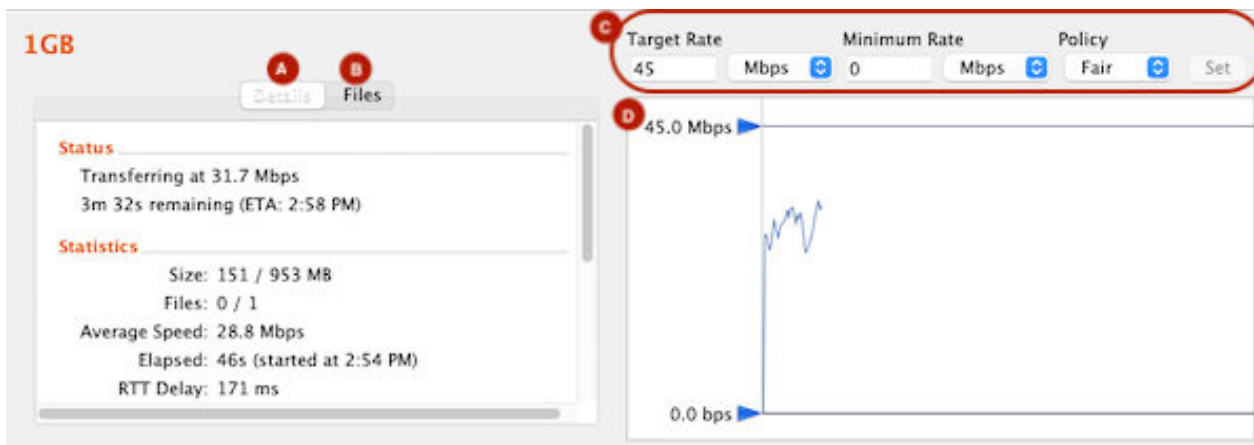 1GB
A
B
Details
Files
Status
Transferring at 31.7 Mbps
3m 32s remaining (ETA: 2:58 PM)
Statistics
Size: 151 / 953 MB
Files: 0 / 1
Average Speed: 28.8 Mbps
Elapsed: 46s (started at 2:54 PM)
RTT Delay: 171 ms
C
Target Rate Minimum Rate Policy
45 Mbps 0 Mbps Fair Set
D
45.0 Mbps
0.0 bps